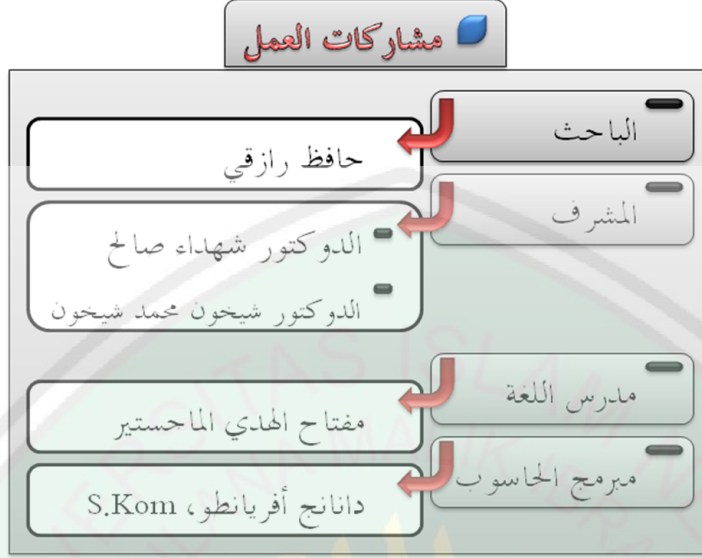 مشاركات العمل
الباحث
حافظ رازقي
المشرف
الدوكتور شهداء صالح
الدوكتور شيخون محمد شيخون
مدرس اللغة
مفتاح الهدي الماجستير
مبرمج الحاسوب
دانانج أفريانطو، S.Kom